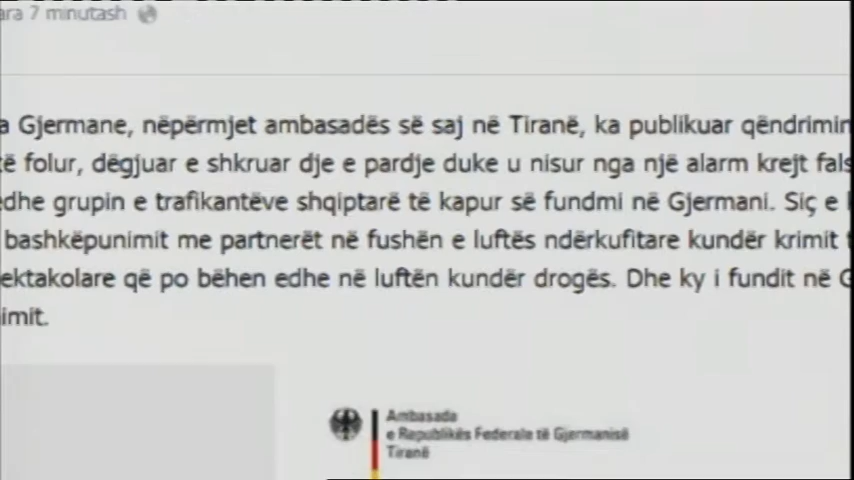 ara 7 minutash
a Gjermane, nëpërmjet ambasadës së saj në Tiranë, ka publikuar qëndrimin
të folur, dëgjuar e shkruar dje e pardje duke u nisur nga një alarm krejt fals
edhe grupin e trafikantëve shqiptarë të kapur së fundmi në Gjermani. Siç e
bashkëpunimit me partnerët në fushën e luftës ndërkufitare kundër krimit t
ektakolare që po bëhen edhe në luftën kundër drogës. Dhe ky i fundit në G
imit.
Ambasada
e Republikës Federale të Gjermanisë
Tiranë